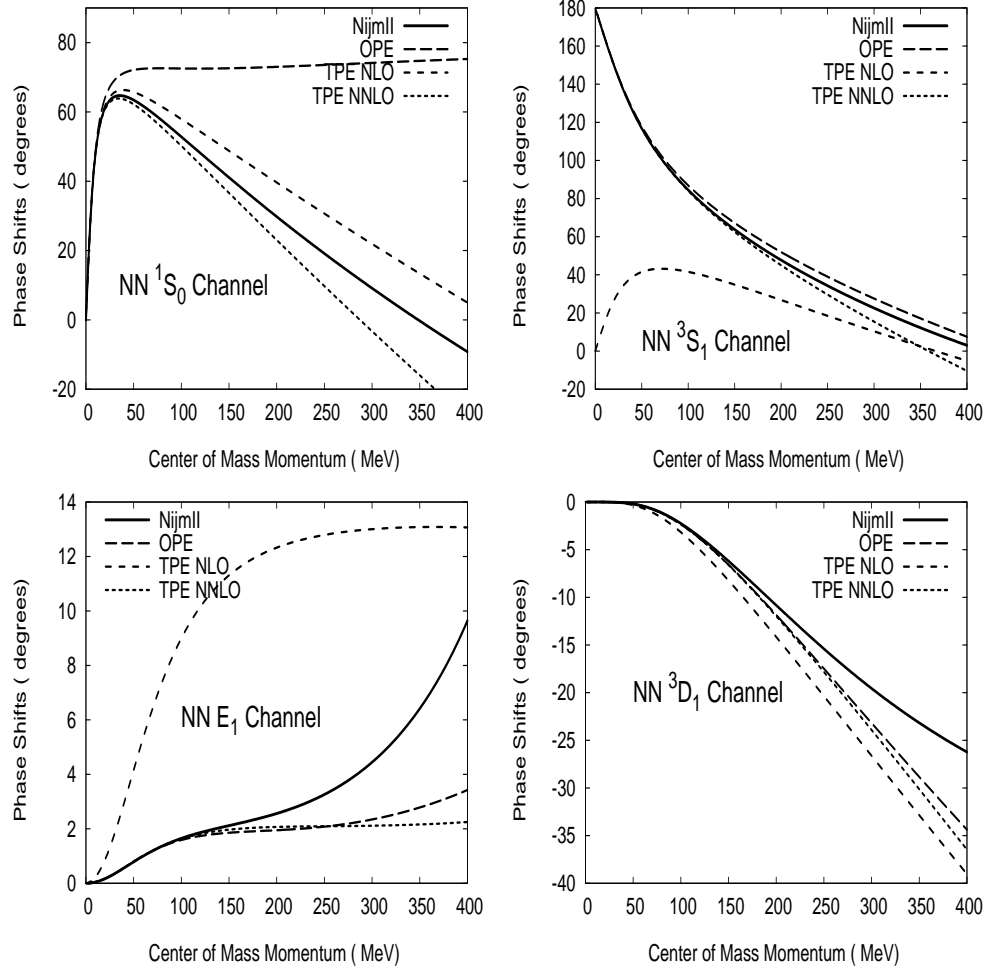 80
60
40
20
0
-20
Phase Shifts ( degrees)
NijmII
OPE
TPE NLO
TPE NNLO
NN 1S0 Channel
0 50 100 150 200 250 300 350 400
Center of Mass Momentum ( MeV)
180
160
140
120
100
80
60
40
20
0
-20
Phase Shifts ( degrees)
NijmII
OPE
TPE NLO
TPE NNLO
NN 3S1 Channel
0 50 100 150 200 250 300 350 400
Center of Mass Momentum ( MeV)
14
12
10
8
6
4
2
0
Phase Shifts ( degrees)
NijmII
OPE
TPE NLO
TPE NNLO
NN E1 Channel
0 50 100 150 200 250 300 350 400
Center of Mass Momentum ( MeV)
0
-5
-10
-15
-20
-25
-30
-35
-40
Phase Shifts ( degrees)
NijmII
OPE
TPE NLO
TPE NNLO
NN 3D1 Channel
0 50 100 150 200 250 300 350 400
Center of Mass Momentum ( MeV)